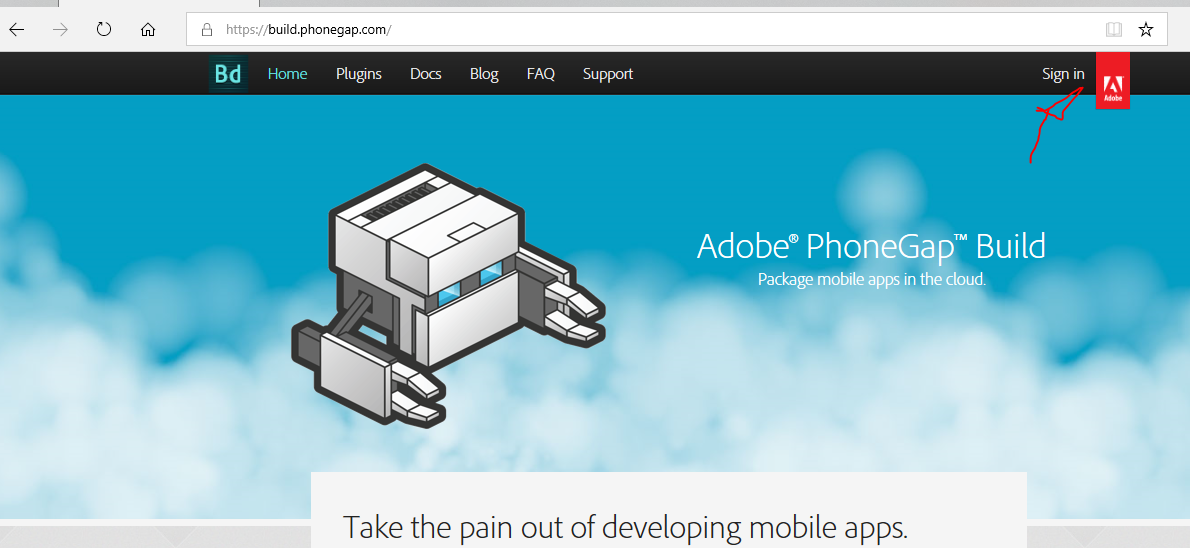 https://build.phonegap.com/
Bd Home Plugins Docs Blog FAQ Support Sign in
Adobe
Adobe® PhoneGap™ Build
Package mobile apps in the cloud.
Take the pain out of developing mobile apps.